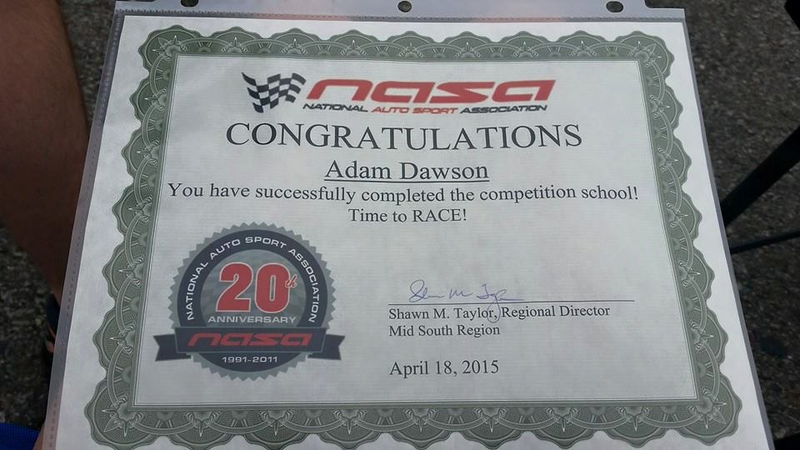 nasa
NATIONAL AUTO SPORT ASSOCIATION
CONGRATULATIONS
Adam Dawson
You have successfully completed the competition school!
Time to RACE!
NATIONAL AUTO SPORT ASSOCIATION
20th
ANNIVERSARY
nasa
1991-2011
Shawn M. Taylor, Regional Director
Mid South Region
April 18, 2015